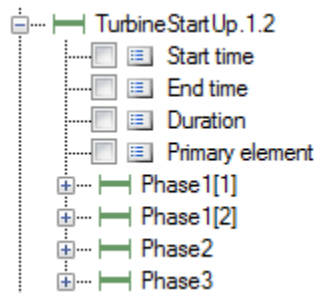 TurbineStartUp.1.2
Start time
End time
Duration
Primary element
Phase1[1]
Phase1[2]
Phase2
Phase3